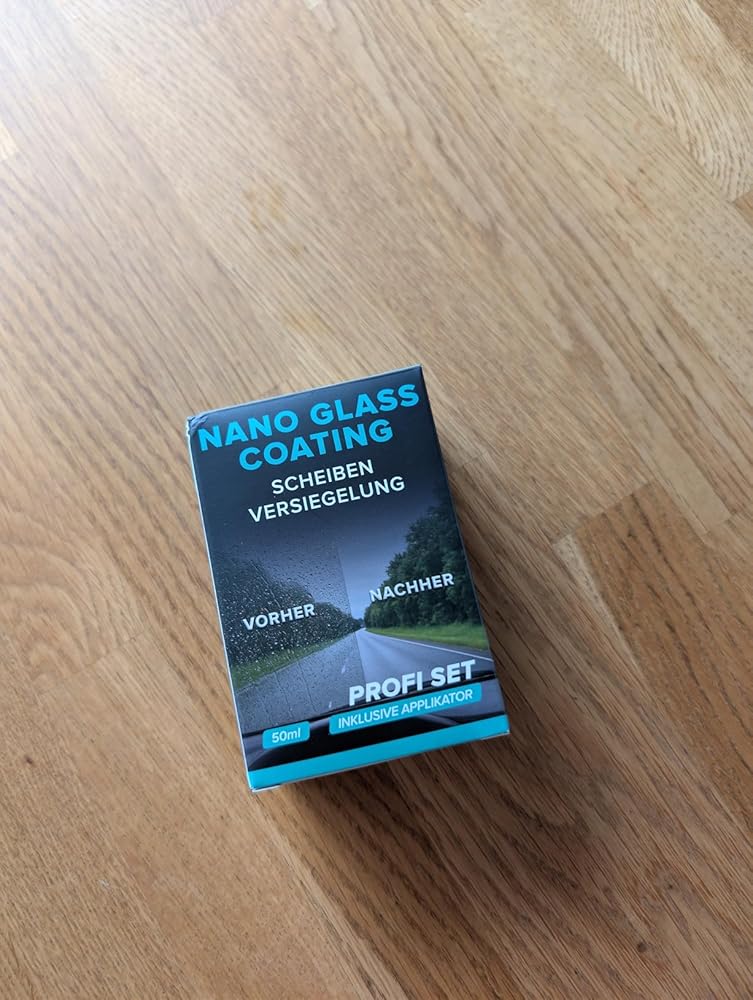 NANO GLASS
COATING
SCHEIBEN
VERSIEGELUNG
VORHER
NACHHER
PROFI SET
INKLUSIVE APPLIKATOR
50ml